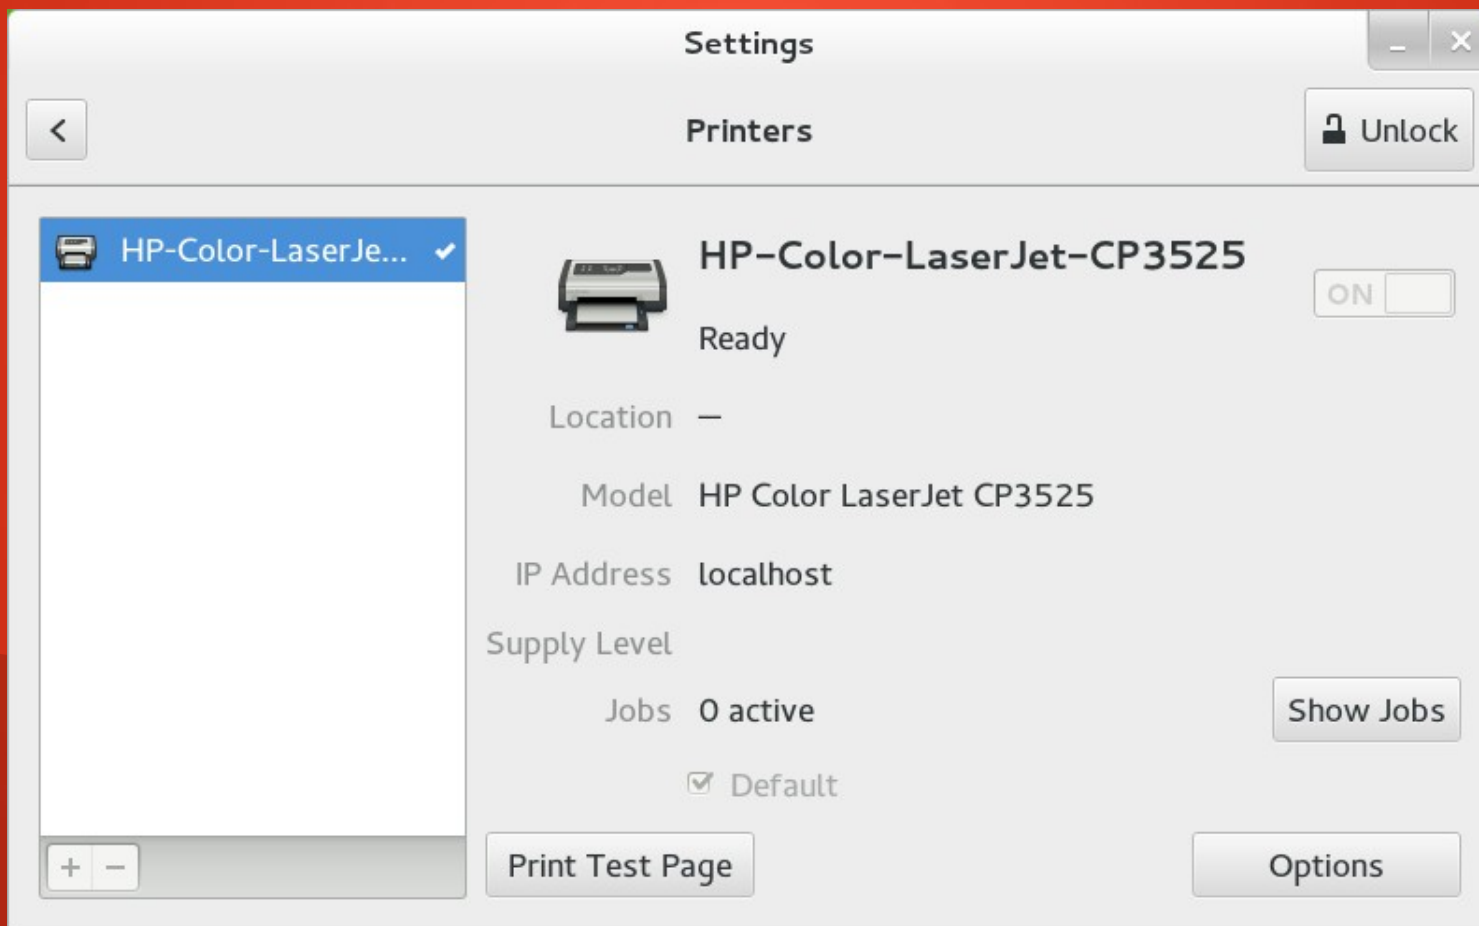 Settings
Printers
Unlock
HP-Color-LaserJe...
HP-Color-LaserJet-CP3525
ON
Ready
Location —
Model HP Color LaserJet CP3525
IP Address localhost
Supply Level
Jobs 0 active
Show Jobs
Default
Print Test Page
Options